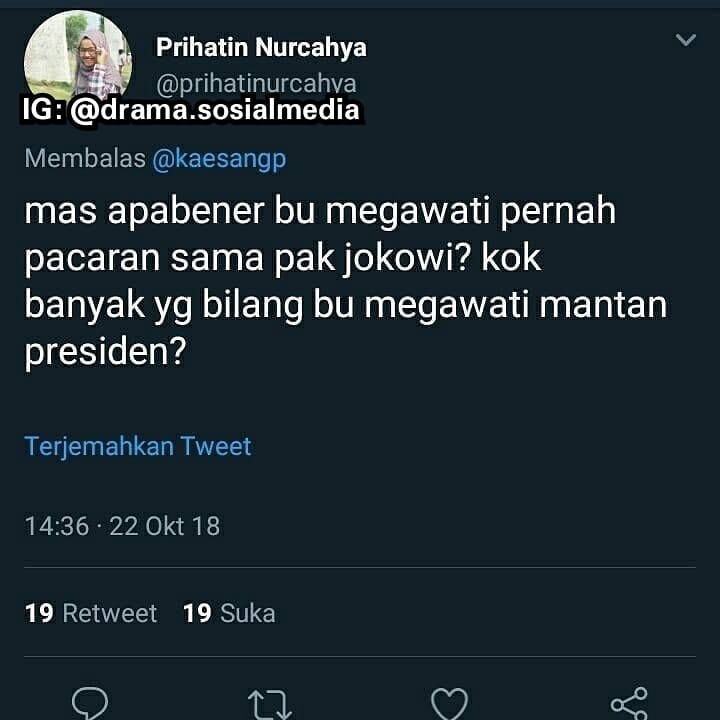 Prihatin Nurcahya
@prihatinurcahya
IG: @drama.sosialmedia
Membalas @kaesangp
mas apabener bu megawati pernah
pacaran sama pak jokowi? kok
banyak yg bilang bu megawati mantan
presiden?
Terjemahkan Tweet
14:36 · 22 Okt 18
19 Retweet 19 Suka